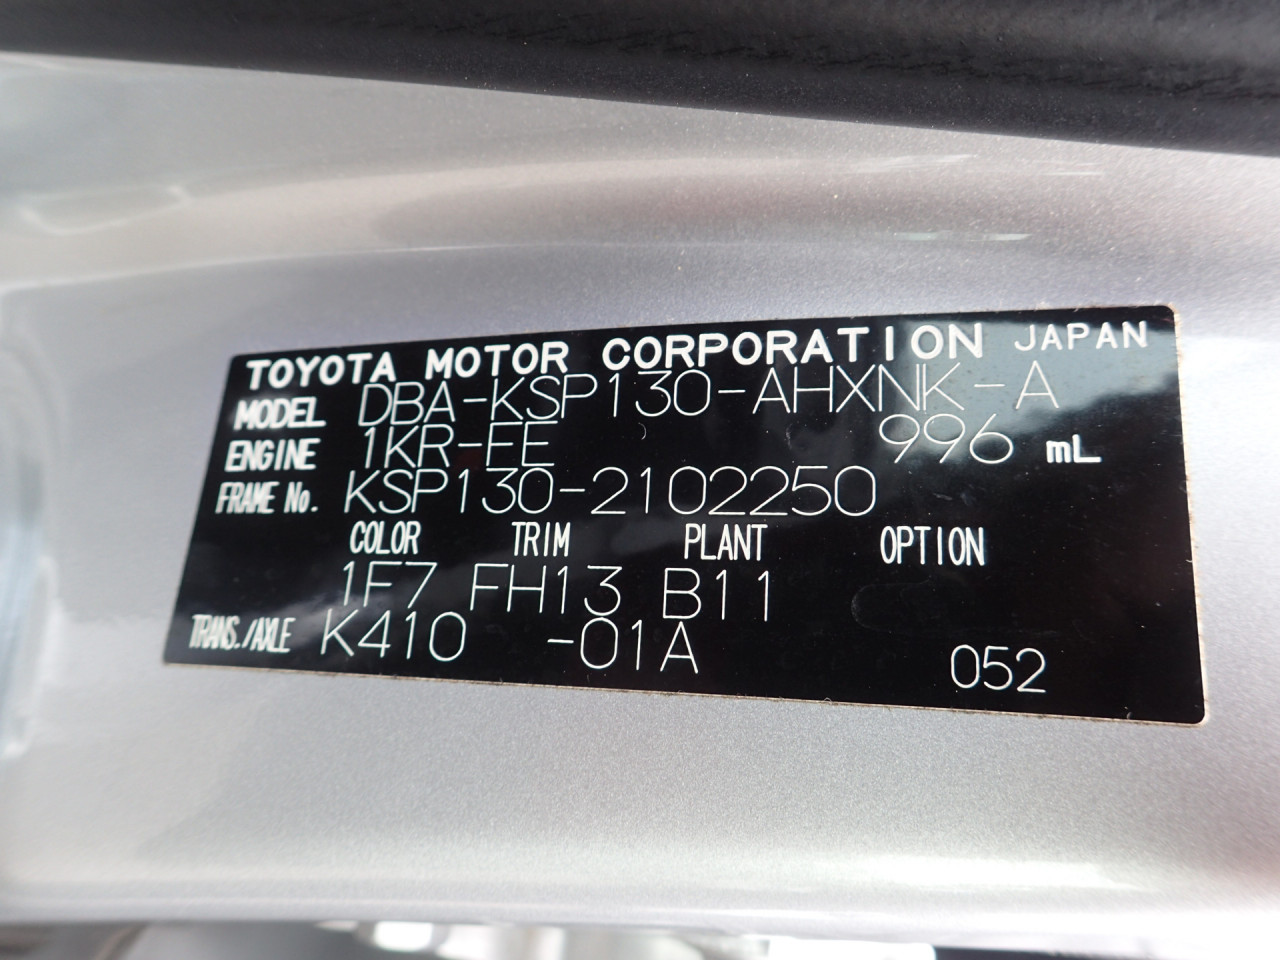 TOYOTA MOTOR CORPORATION JAPAN
MODEL DBA-KSP130-AHXNK-A
ENGINE 1KR-FE 996 mL
FRAME No. KSP130-2102250
COLOR TRIM PLANT OPTION
1F7 FH13 B11
TRANS./AXLE K410 -01A
052